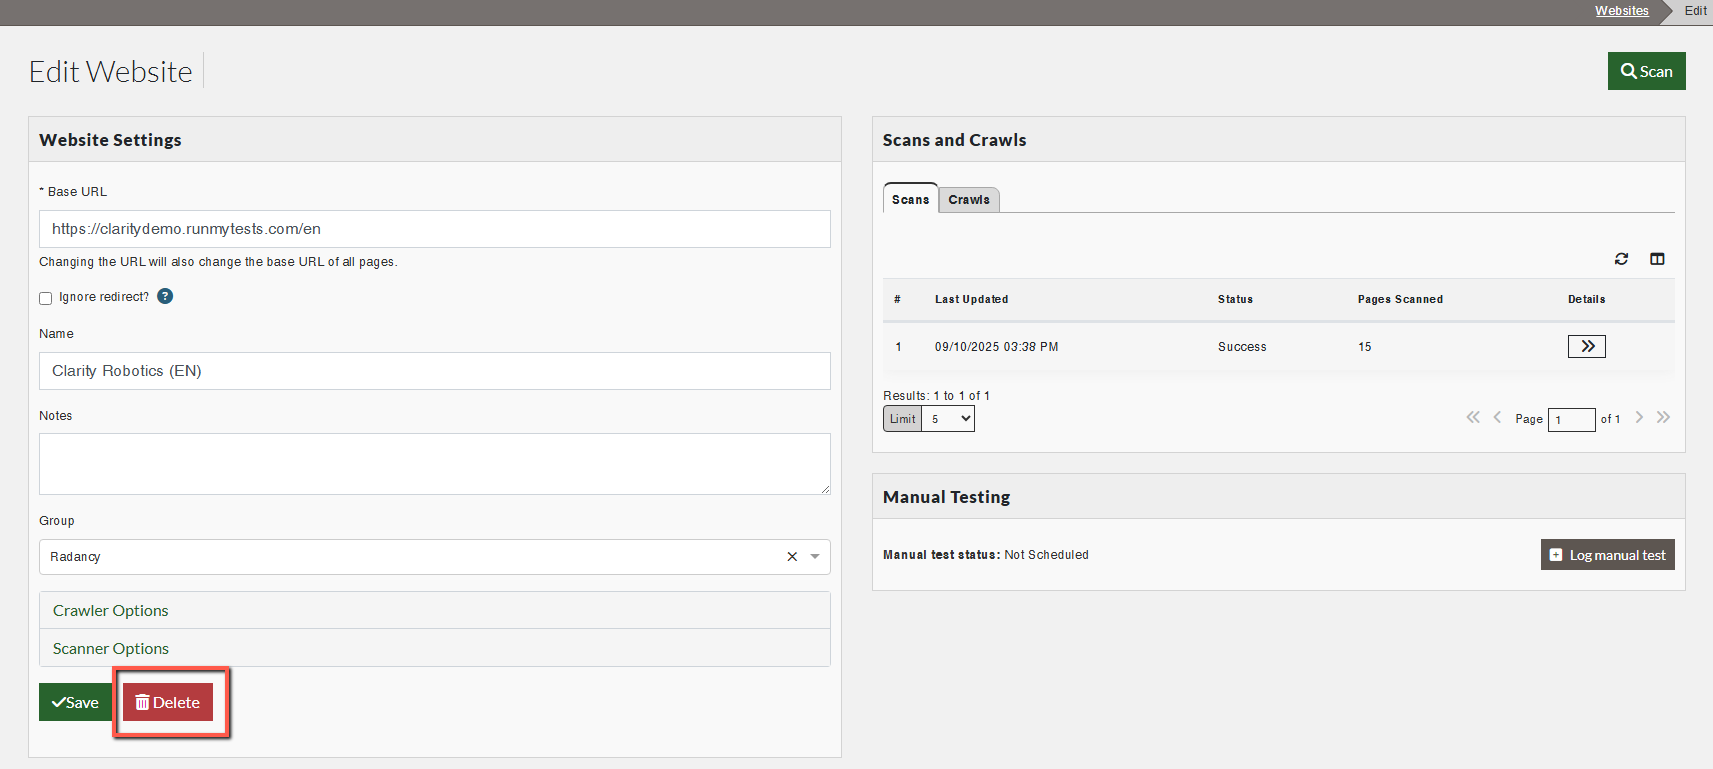 Websites
Edit
Edit Website
Scan
Website Settings
* Base URL
https://claritydemo.runmytests.com/en
Changing the URL will also change the base URL of all pages.
Ignore redirect? ?
Name
Clarity Robotics (EN)
Notes
Group
Radancy
Crawler Options
Scanner Options
Save
Delete
Scans and Crawls
Scans
Crawls
# Last Updated Status Pages Scanned Details
1 09/10/2025 03:38 PM Success 15
Results: 1 to 1 of 1
Limit 5
Page 1 of 1
Manual Testing
Manual test status: Not Scheduled
Log manual test